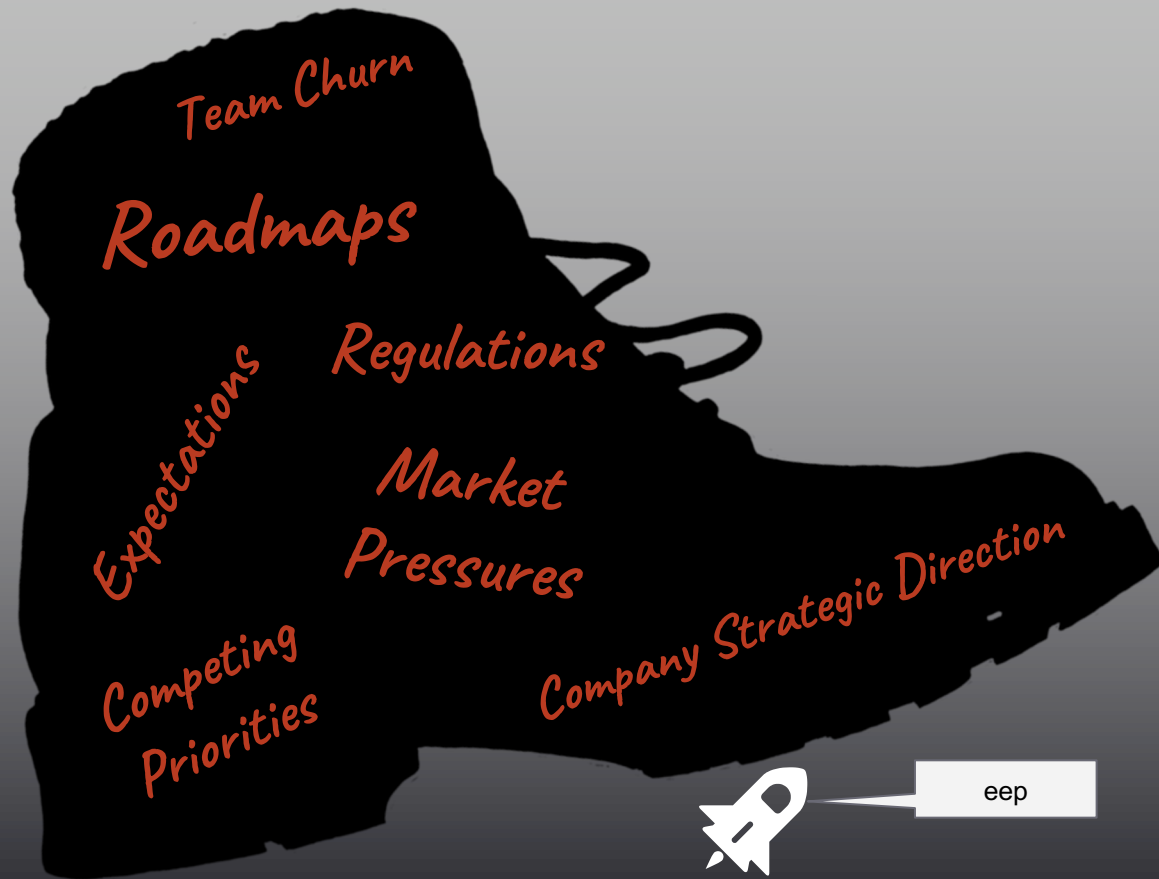 Team Churn
Roadmaps
Regulations
Expectations
Market
Pressures
Company Strategic Direction
Competing
Priorities
eep